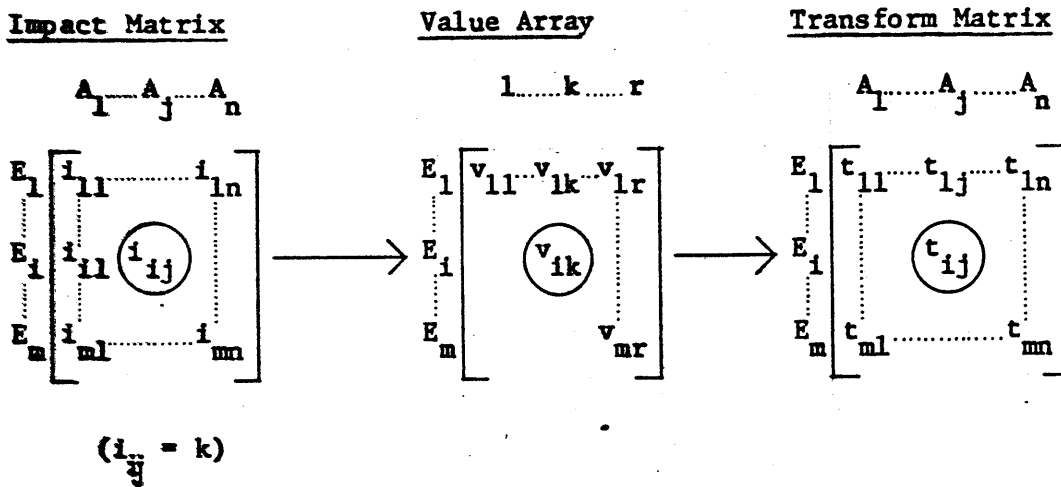 Impact Matrix Value Array Transform Matrix
A1......Aj......An 1......k......r A1......Aj......An
E1 i11..........i1n E1 v11...v1k...v1r E1 t11...t1j...t1n
Ei ii1 iij Ei vik Ei tij
Em im1..........imn Em vmr Em tm1..........tmn
(iij = k)